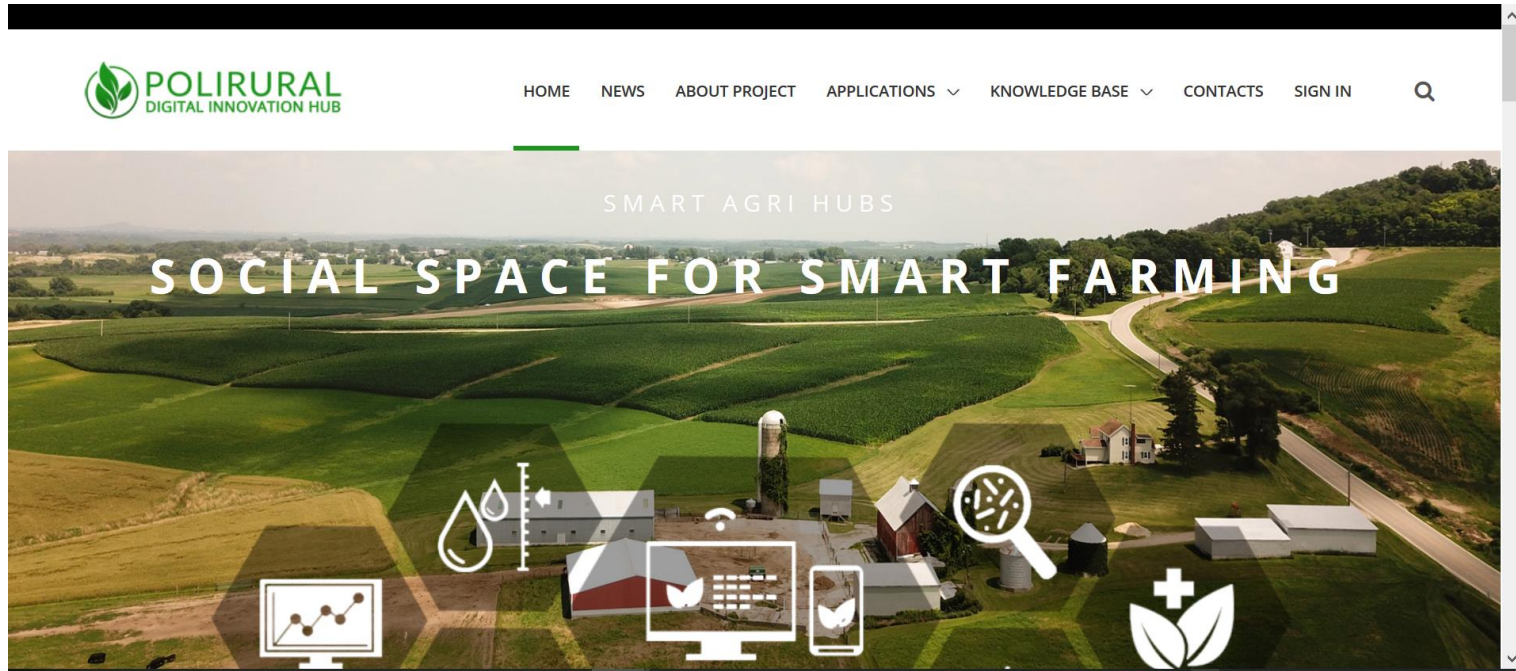 POLIRURAL
DIGITAL INNOVATION HUB
HOME NEWS ABOUT PROJECT APPLICATIONS KNOWLEDGE BASE CONTACTS SIGN IN
SMART AGRI HUBS
SOCIAL SPACE FOR SMART FARMING